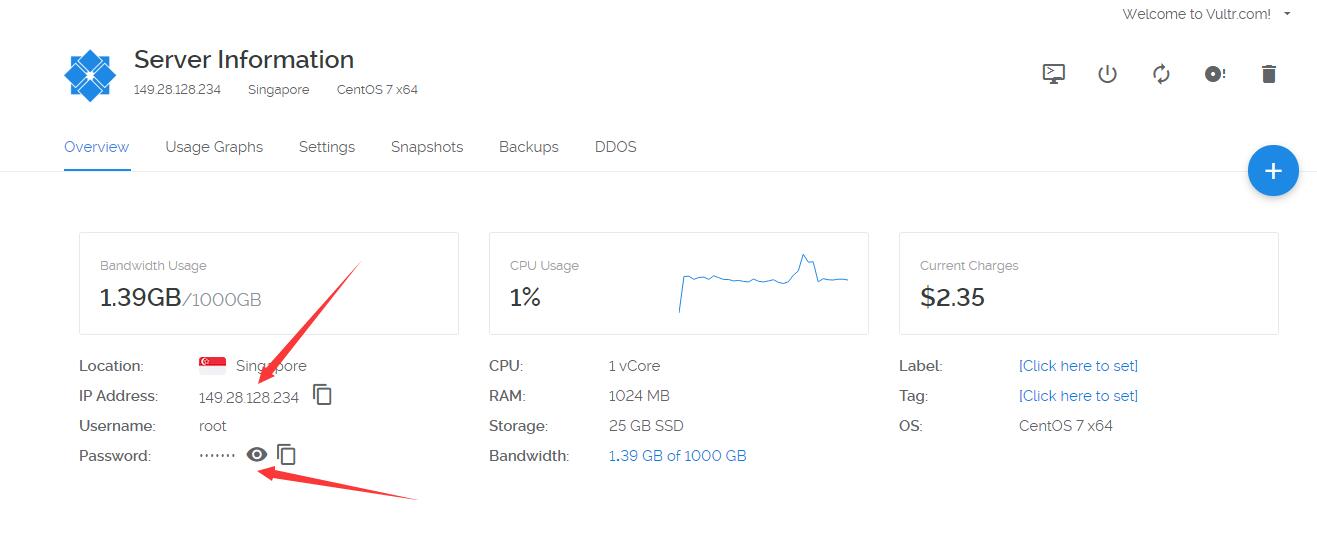 Welcome to Vultr.com!
Server Information
149.28.128.234 Singapore CentOS 7 x64
Overview Usage Graphs Settings Snapshots Backups DDOS
Bandwidth Usage
1.39GB/1000GB
CPU Usage
1%
Current Charges
$2.35
Location: Singapore
IP Address: 149.28.128.234
Username: root
Password: ·······
CPU: 1 vCore
RAM: 1024 MB
Storage: 25 GB SSD
Bandwidth: 1.39 GB of 1000 GB
Label: [Click here to set]
Tag: [Click here to set]
OS: CentOS 7 x64